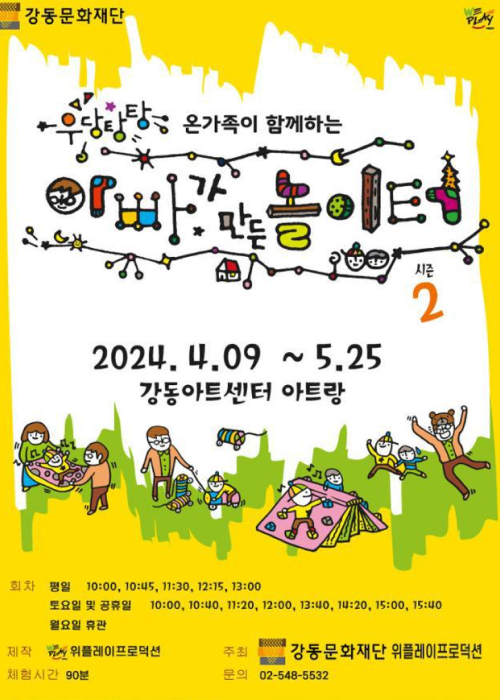 강동문화재단
WE PLAY
우당탕탕 온가족이 함께하는
아빠가 만든 놀이터
시즌 2
2024. 4.09 ~ 5.25
강동아트센터 아트랑
회차 평일 10:00, 10:45, 11:30, 12:15, 13:00
토요일 및 공휴일 10:00, 10:40, 11:20, 12:00, 13:40, 14:20, 15:00, 15:40
월요일 휴관
제작 WE PLAY 위플레이프로덕션 주최 강동문화재단 위플레이프로덕션
체험시간 90분 문의 02-548-5532